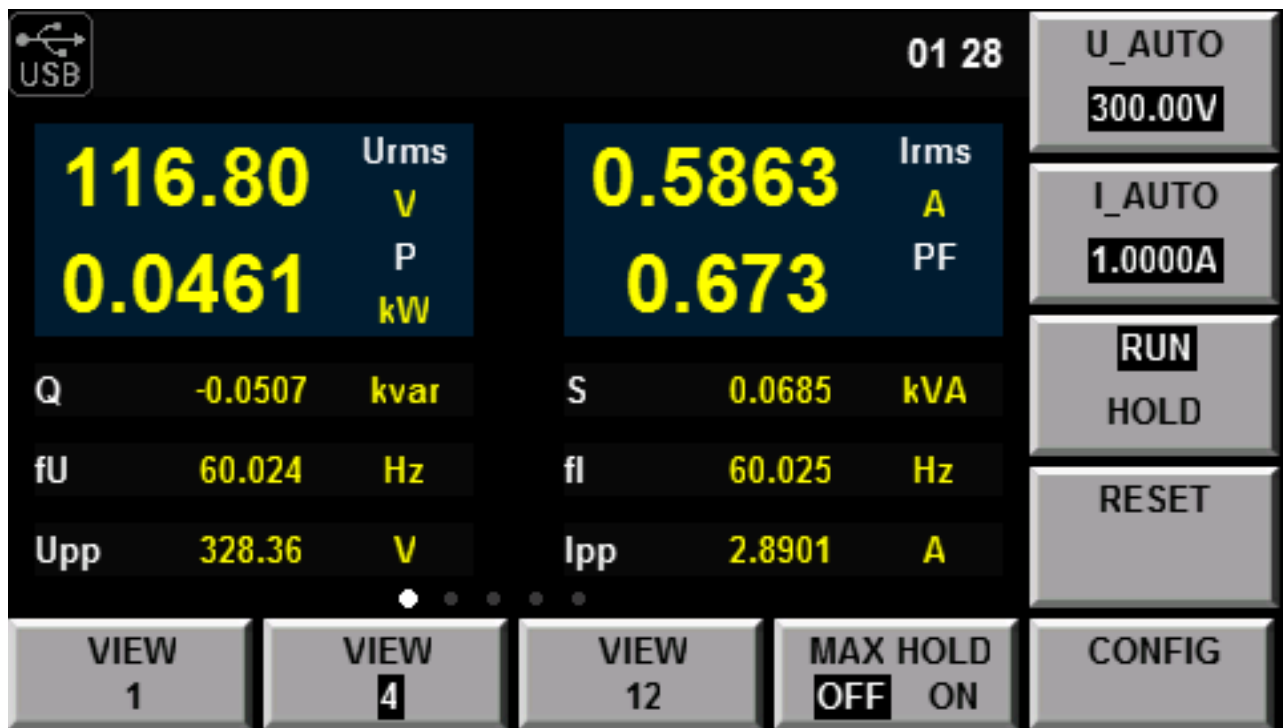 USB
01 28
U_AUTO
300.00V
116.80 Urms V
0.5863 Irms A
I_AUTO
1.0000A
0.0461 P kW
0.673 PF
RUN
HOLD
Q -0.0507 kvar
S 0.0685 kVA
fU 60.024 Hz
fI 60.025 Hz
RESET
Upp 328.36 V
Ipp 2.8901 A
VIEW
1
VIEW
4
VIEW
12
MAX HOLD
OFF ON
CONFIG